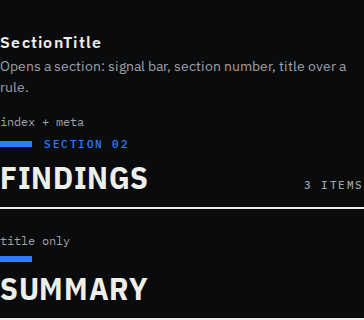 SectionTitle
Opens a section: signal bar, section number, title over a
rule.
index + meta
SECTION 02
FINDINGS
3 ITEMS
title only
SUMMARY